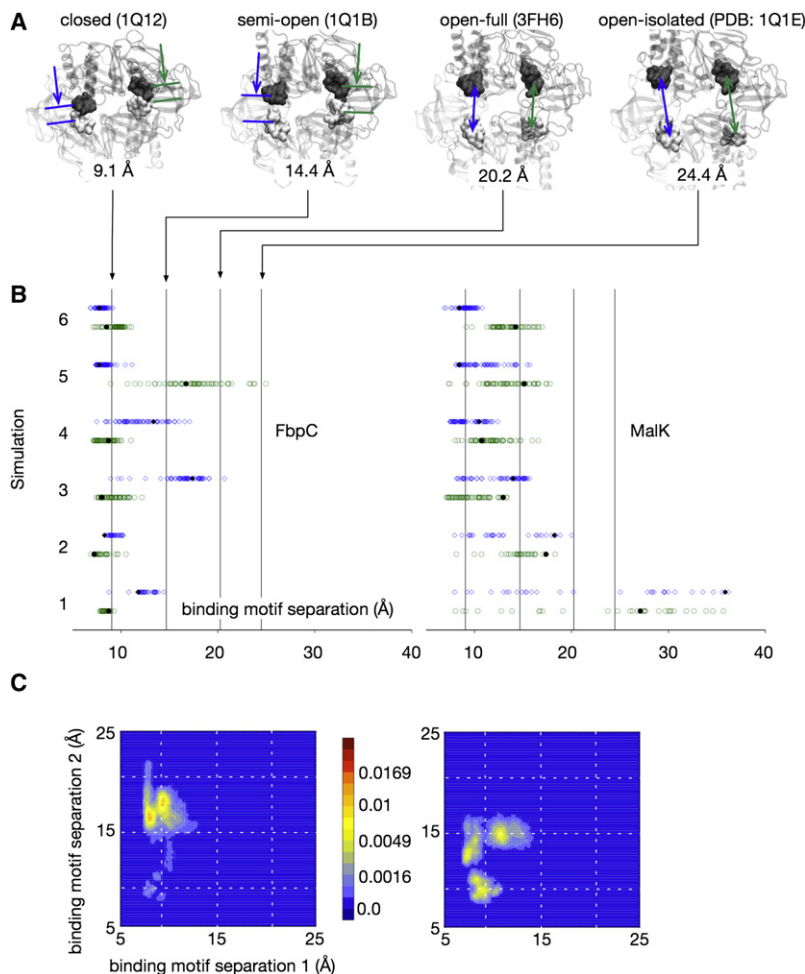 A
closed (1Q12)
semi-open (1Q1B)
open-full (3FH6)
open-isolated (PDB: 1Q1E)
9.1 Å
14.4 Å
20.2 Å
24.4 Å
B
6
5
4
3
2
1
Simulation
FbpC
MalK
binding motif separation (Å)
10
20
30
40
10
20
30
40
C
25
15
5
binding motif separation 2 (Å)
5
15
25
binding motif separation 1 (Å)
0.0169
0.01
0.0049
0.0016
0.0
25
15
5
5
15
25